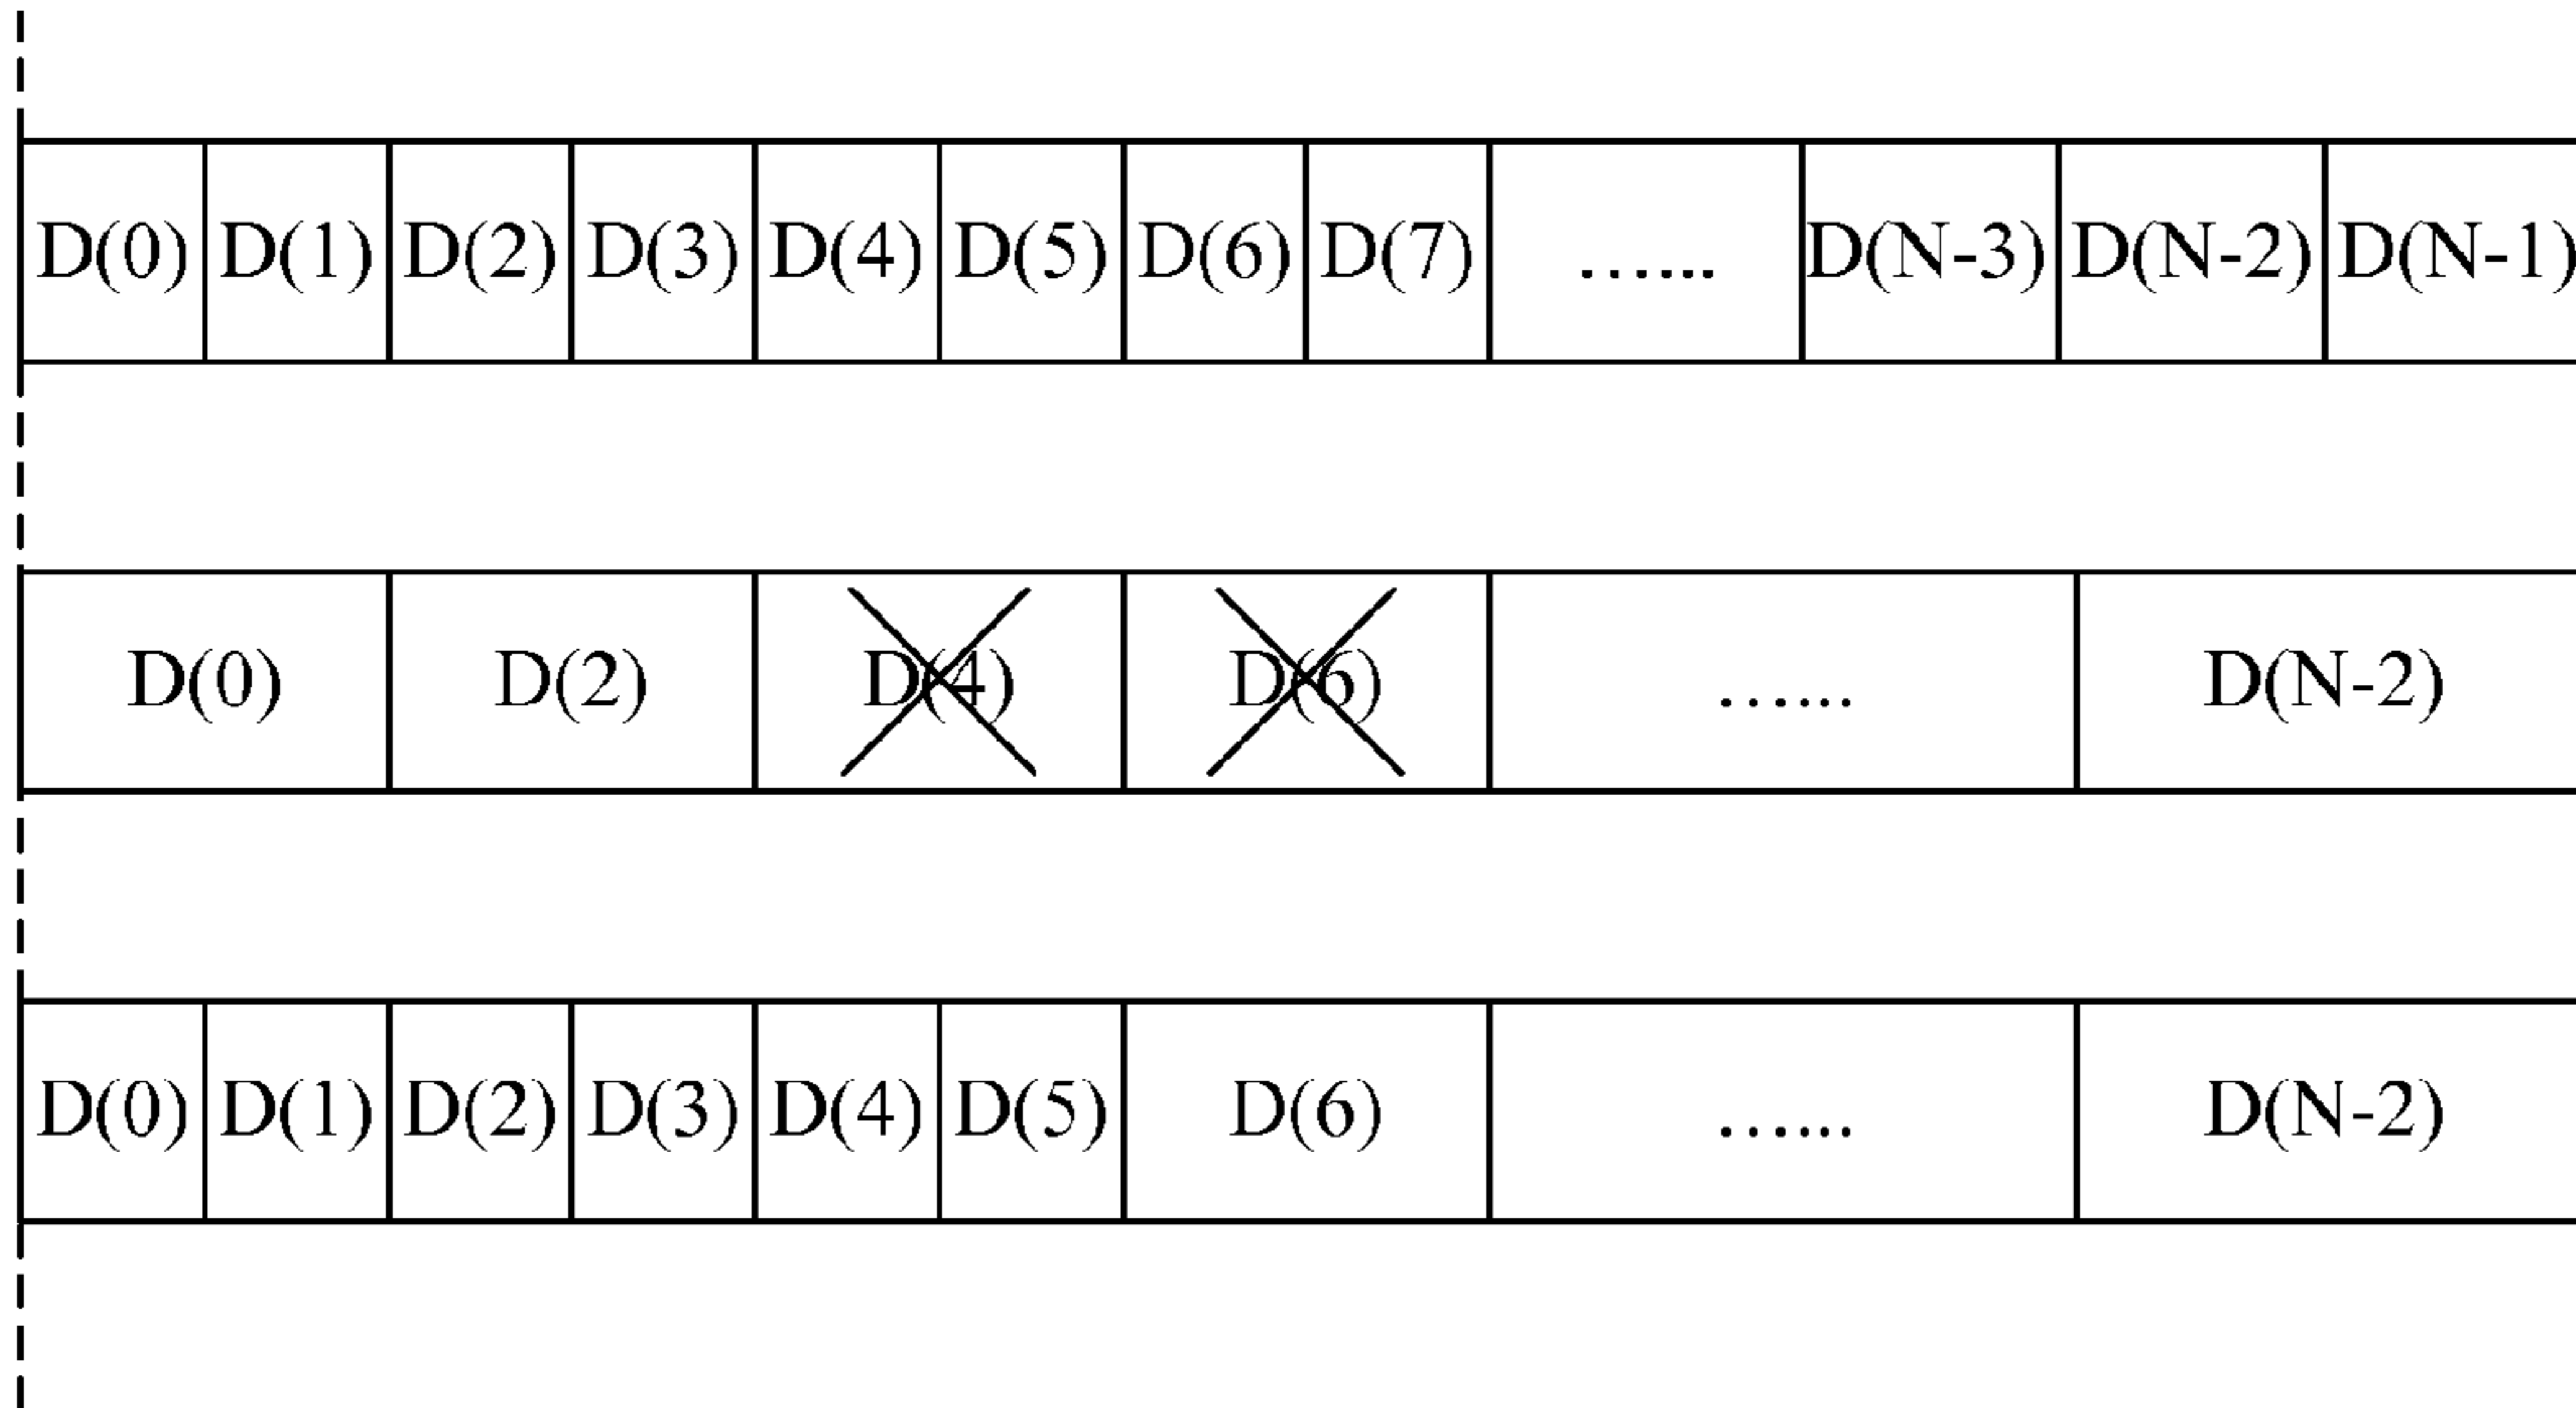 D(0) D(1) D(2) D(3) D(4) D(5) D(6) D(7) ...... D(N-3) D(N-2) D(N-1)
D(0) D(2) D(4) D(6) ...... D(N-2)
D(0) D(1) D(2) D(3) D(4) D(5) D(6) ...... D(N-2)